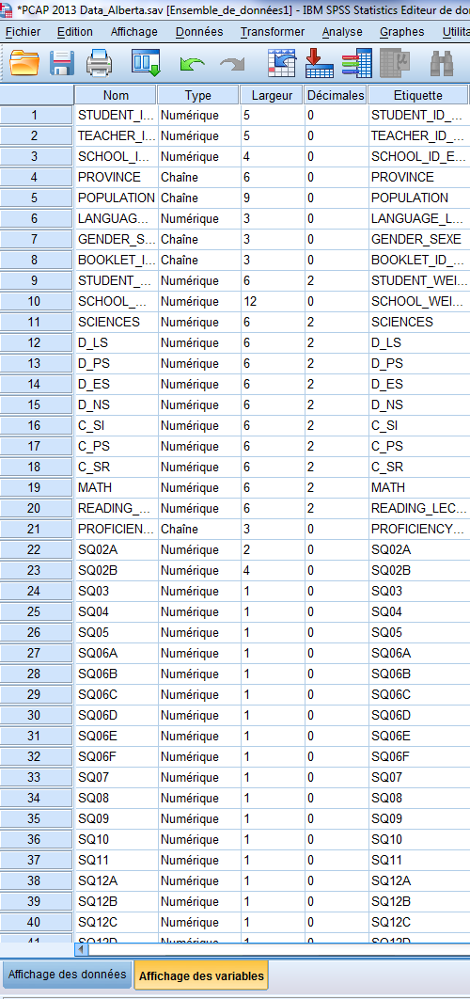 *PCAP 2013 Data_Alberta.sav [Ensemble_de_données1] - IBM SPSS Statistics Editeur de do
Fichier Edition Affichage Données Transformer Analyse Graphes Utilita
Nom Type Largeur Décimales Etiquette
1 STUDENT_I... Numérique 5 0 STUDENT_ID_...
2 TEACHER_I... Numérique 5 0 TEACHER_ID_...
3 SCHOOL_I... Numérique 4 0 SCHOOL_ID_E...
4 PROVINCE Chaîne 6 0 PROVINCE
5 POPULATION Chaîne 9 0 POPULATION
6 LANGUAG... Numérique 3 0 LANGUAGE_L...
7 GENDER_S... Chaîne 3 0 GENDER_SEXE
8 BOOKLET_I... Chaîne 3 0 BOOKLET_ID_...
9 STUDENT_... Numérique 6 2 STUDENT_WEI...
10 SCHOOL_... Numérique 12 0 SCHOOL_WEI...
11 SCIENCES Numérique 6 2 SCIENCES
12 D_LS Numérique 6 2 D_LS
13 D_PS Numérique 6 2 D_PS
14 D_ES Numérique 6 2 D_ES
15 D_NS Numérique 6 2 D_NS
16 C_SI Numérique 6 2 C_SI
17 C_PS Numérique 6 2 C_PS
18 C_SR Numérique 6 2 C_SR
19 MATH Numérique 6 2 MATH
20 READING_... Numérique 6 2 READING_LEC...
21 PROFICIEN... Chaîne 3 0 PROFICIENCY...
22 SQ02A Numérique 2 0 SQ02A
23 SQ02B Numérique 4 0 SQ02B
24 SQ03 Numérique 1 0 SQ03
25 SQ04 Numérique 1 0 SQ04
26 SQ05 Numérique 1 0 SQ05
27 SQ06A Numérique 1 0 SQ06A
28 SQ06B Numérique 1 0 SQ06B
29 SQ06C Numérique 1 0 SQ06C
30 SQ06D Numérique 1 0 SQ06D
31 SQ06E Numérique 1 0 SQ06E
32 SQ06F Numérique 1 0 SQ06F
33 SQ07 Numérique 1 0 SQ07
34 SQ08 Numérique 1 0 SQ08
35 SQ09 Numérique 1 0 SQ09
36 SQ10 Numérique 1 0 SQ10
37 SQ11 Numérique 1 0 SQ11
38 SQ12A Numérique 1 0 SQ12A
39 SQ12B Numérique 1 0 SQ12B
40 SQ12C Numérique 1 0 SQ12C
41 SQ12D Numérique 1 0 SQ12D
Affichage des données Affichage des variables